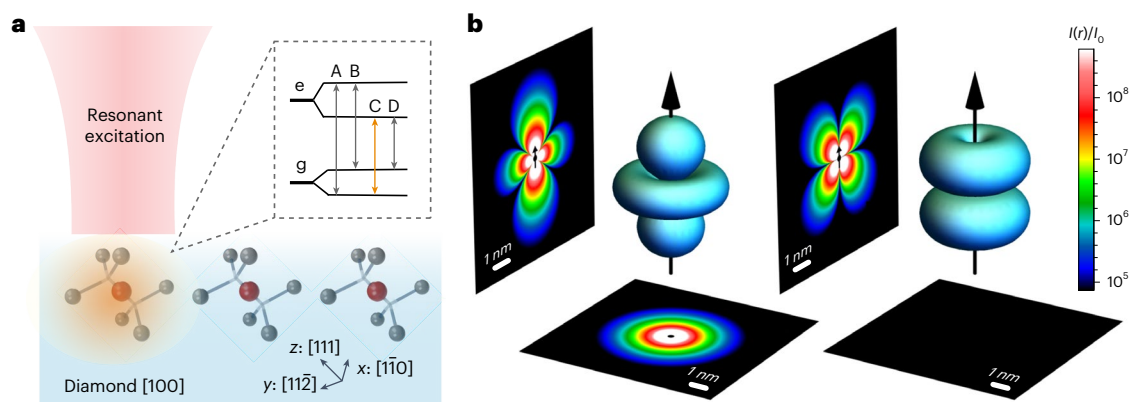 a
Resonant
excitation
A B
e
C D
g
z: [111]
x: [11̄0]
y: [112̄]
Diamond [100]
b
I(r)/I₀
10⁸
10⁷
10⁶
10⁵
1 nm
1 nm
1 nm
1 nm